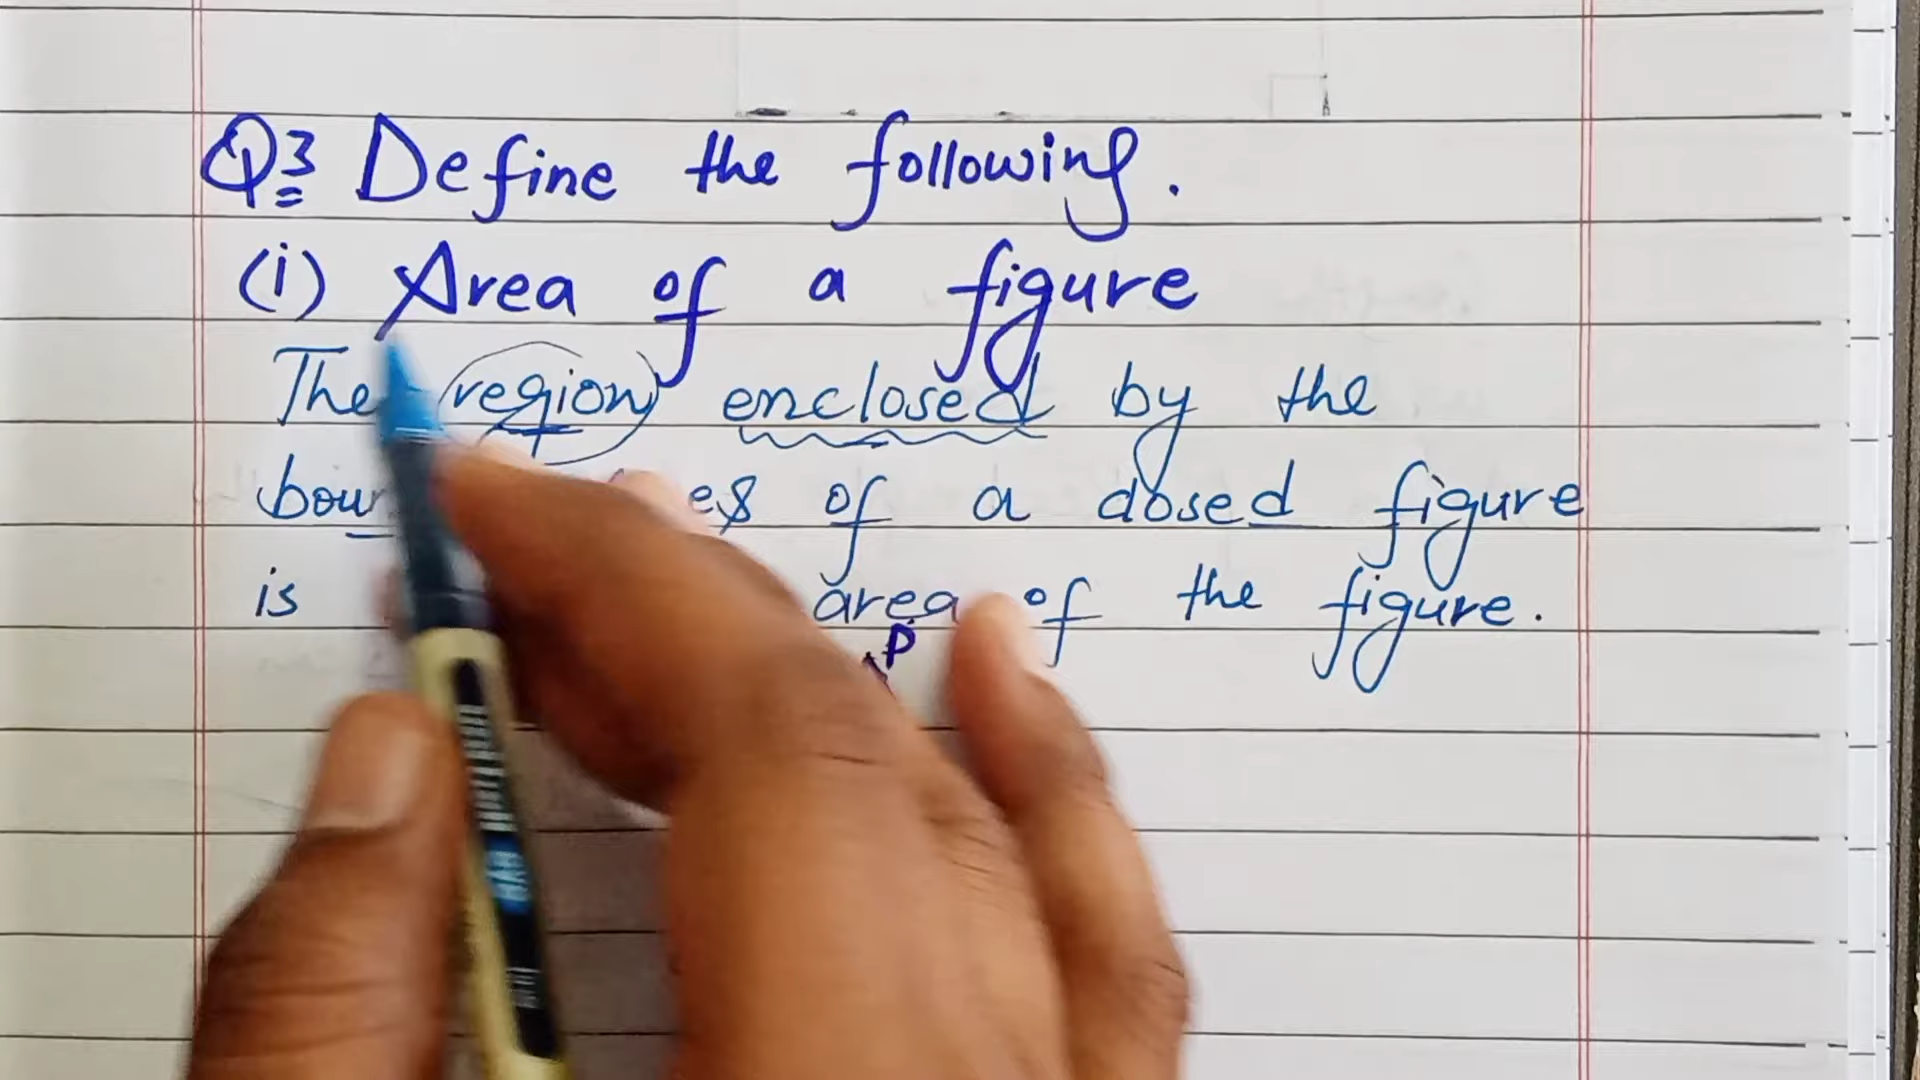 Q3 Define the following.
(i) Area of a figure
The region enclosed by the
of a closed figure
is area of the figure.
P